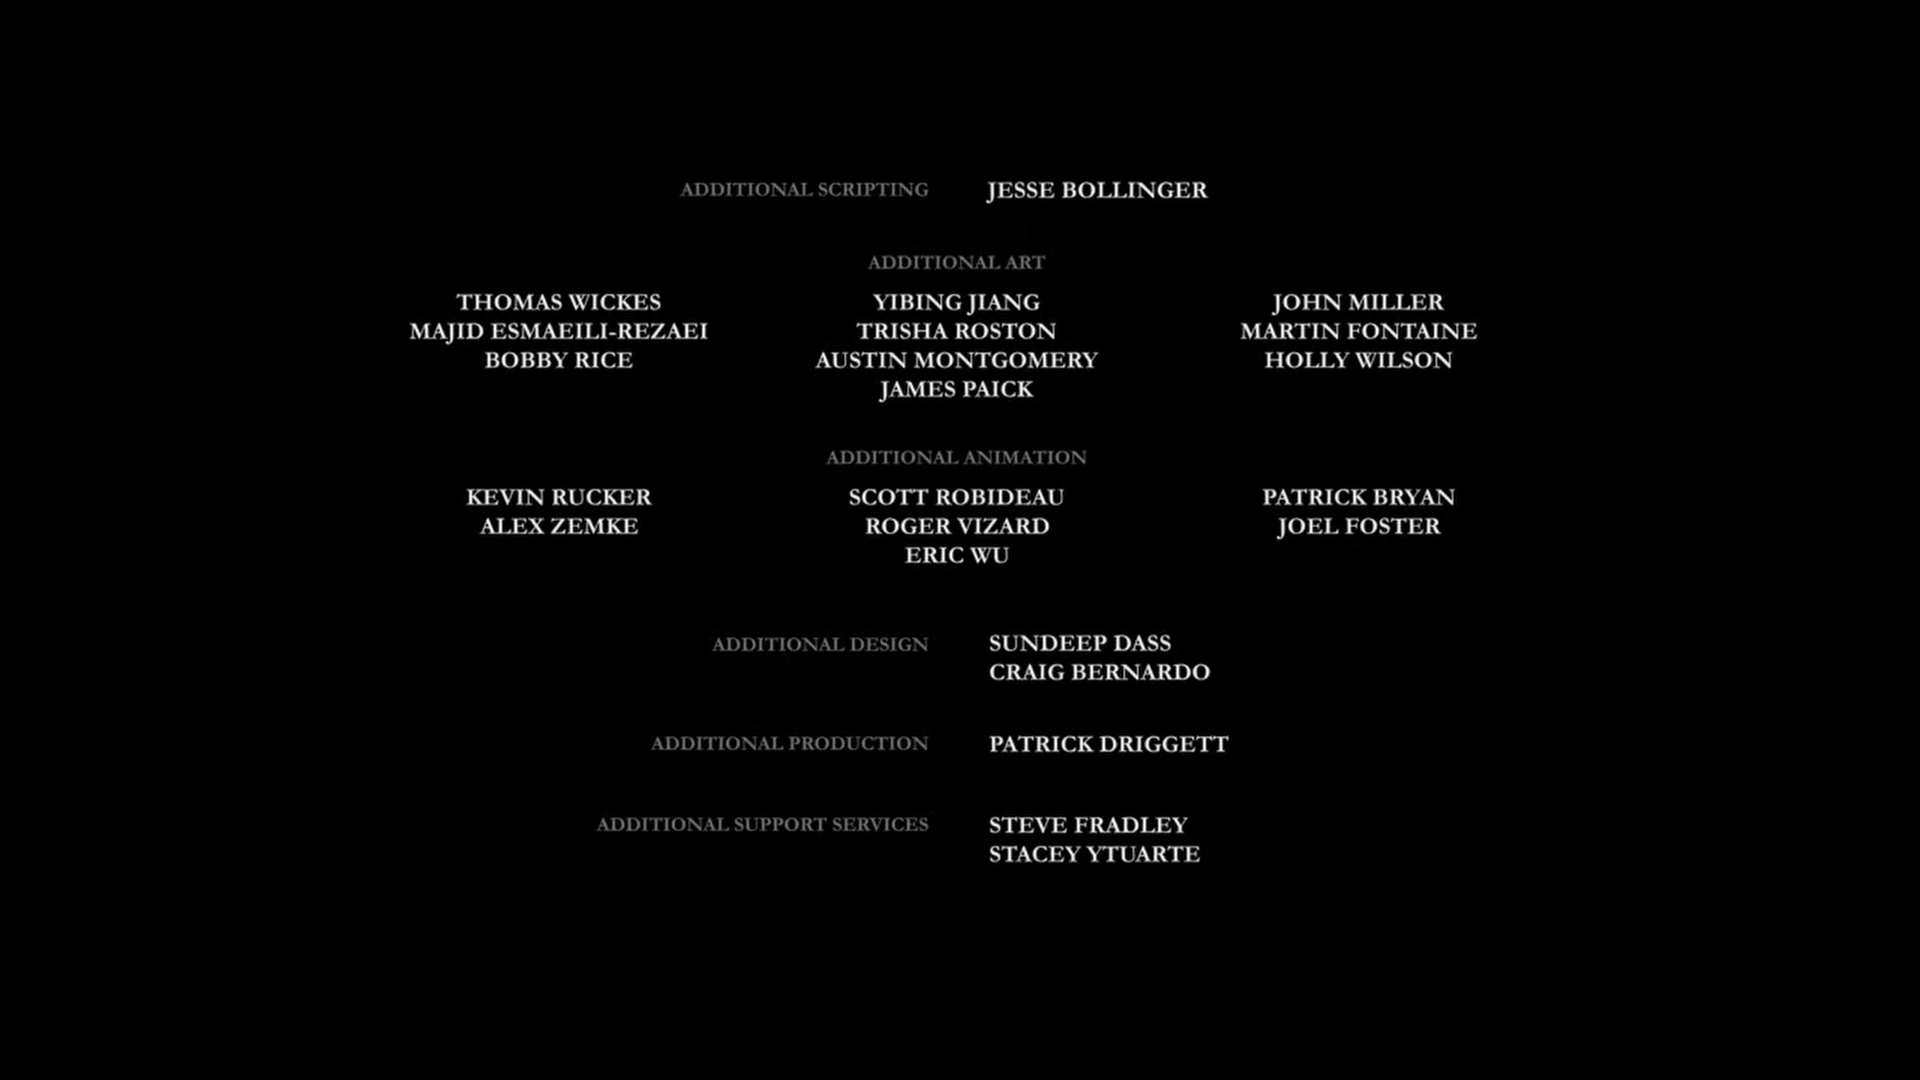 ADDITIONAL SCRIPTING JESSE BOLLINGER
ADDITIONAL ART
THOMAS WICKES YIBING JIANG JOHN MILLER
MAJID ESMAEILI-REZAEI TRISHA ROSTON MARTIN FONTAINE
BOBBY RICE AUSTIN MONTGOMERY HOLLY WILSON
JAMES PAICK
ADDITIONAL ANIMATION
KEVIN RUCKER SCOTT ROBIDEAU PATRICK BRYAN
ALEX ZEMKE ROGER VIZARD JOEL FOSTER
ERIC WU
ADDITIONAL DESIGN SUNDEEP DASS
CRAIG BERNARDO
ADDITIONAL PRODUCTION PATRICK DRIGGETT
ADDITIONAL SUPPORT SERVICES STEVE FRADLEY
STACEY YTUARTE